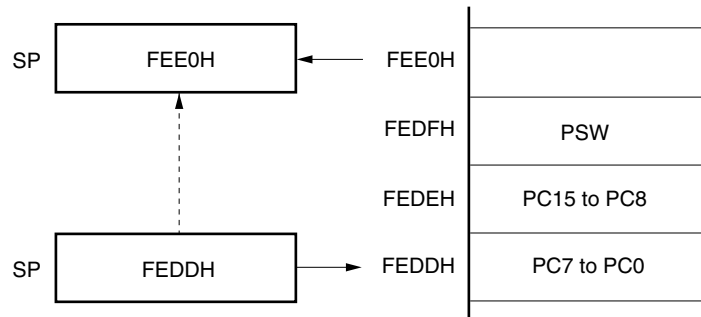 SP FEE0H FEE0H
FEDFH PSW
FEDEH PC15 to PC8
SP FEDDH FEDDH PC7 to PC0